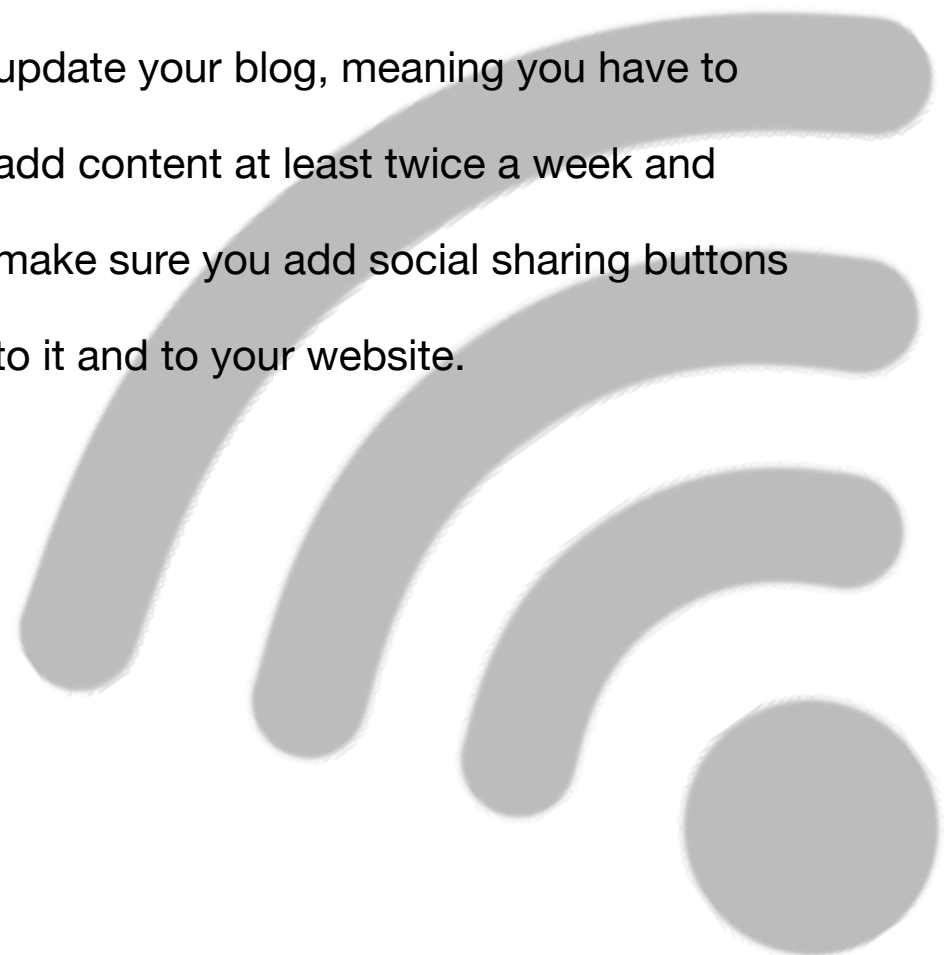 update your blog, meaning you have to
add content at least twice a week and
make sure you add social sharing buttons
to it and to your website.